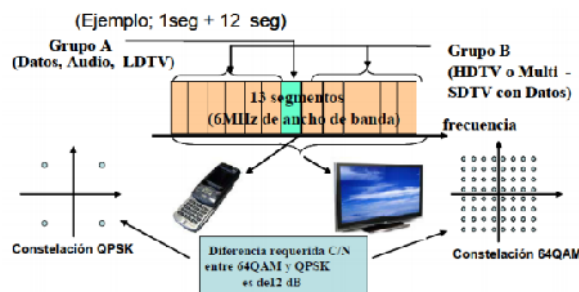 (Ejemplo; 1seg + 12 seg)
Grupo A
(Datos, Audio, LDTV)
Grupo B
(HDTV o Multi -
SDTV con Datos)
13 segmentos
(6MHz de ancho de banda)
frecuencia
Constelación QPSK
Diferencia requerida C/N
entre 64QAM y QPSK
es de12 dB
Constelación 64QAM